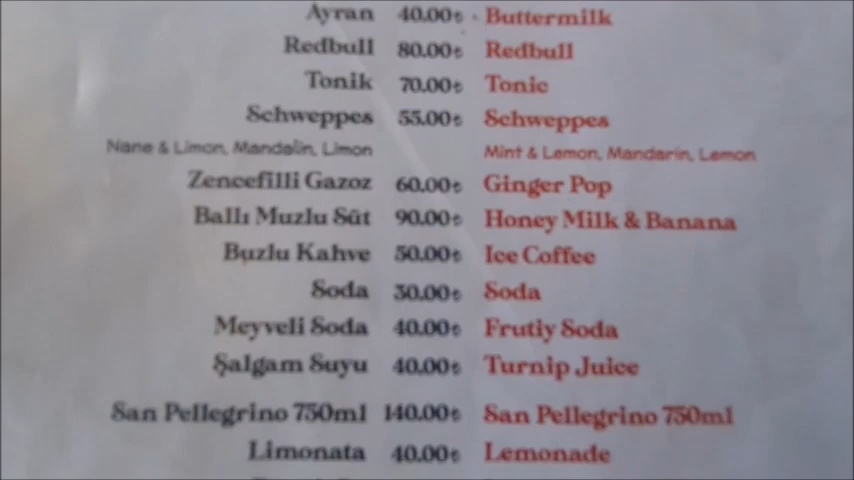 Ayran 40.00₺ Buttermilk
Redbull 80.00₺ Redbull
Tonik 70.00₺ Tonic
Schweppes 55.00₺ Schweppes
Nane & Limon, Mandalin, Limon Mint & Lemon, Mandarin, Lemon
Zencefilli Gazoz 60.00₺ Ginger Pop
Ballı Muzlu Süt 90.00₺ Honey Milk & Banana
Buzlu Kahve 50.00₺ Ice Coffee
Soda 30.00₺ Soda
Meyveli Soda 40.00₺ Frutiy Soda
Şalgam Suyu 40.00₺ Turnip Juice
San Pellegrino 750ml 140.00₺ San Pellegrino 750ml
Limonata 40.00₺ Lemonade